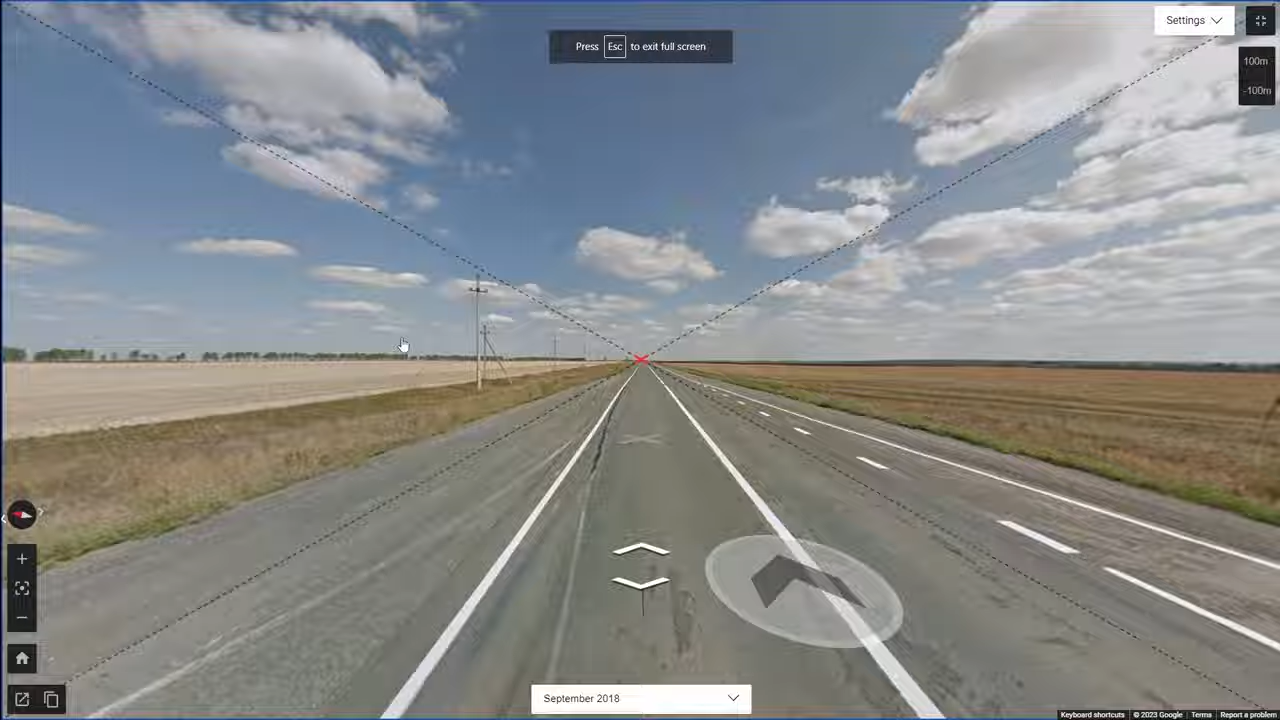 Settings
Press Esc to exit full screen
100m
-100m
September 2018
Keyboard shortcuts
© 2023 Google
Terms
Report a problem